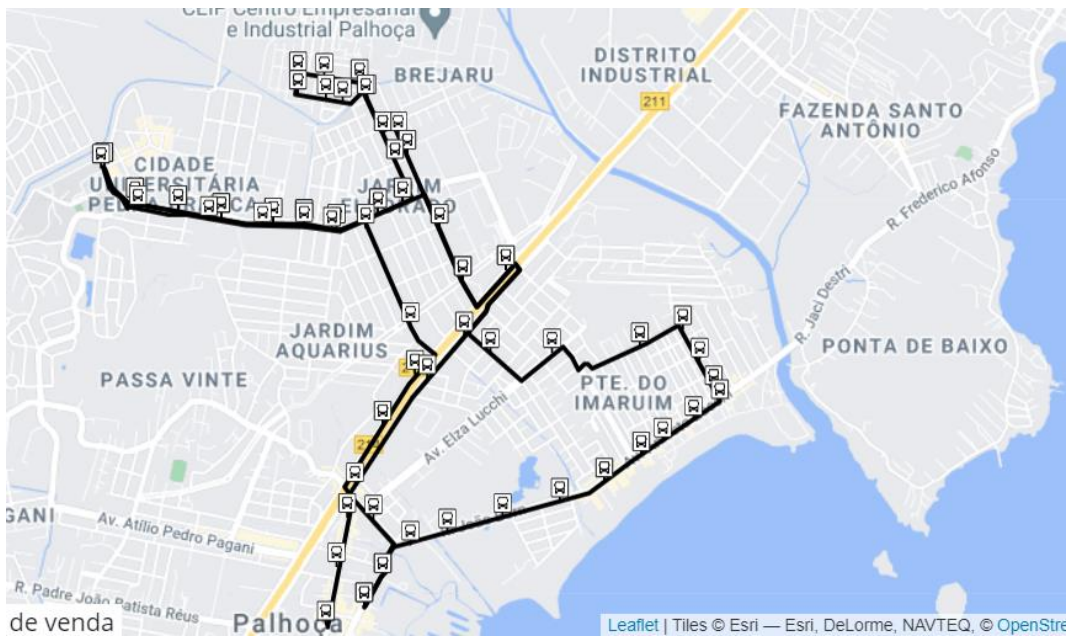 CEIP Centro Empresarial
e Industrial Palhoça
BREJARU
DISTRITO
INDUSTRIAL
211
FAZENDA SANTO
ANTÔNIO
CIDADE
UNIVERSITÁRIA
JARDIM
R. Frederico Afonso
R. Jaci Destri
JARDIM
AQUARIUS
PONTA DE BAIXO
PASSA VINTE
PTE. DO
IMARUIM
Av. Elza Lucchi
GANI
Av. Atílio Pedro Pagani
R. Padre João Batista Réus
Palhoça
de venda
Leaflet | Tiles © Esri — Esri, DeLorme, NAVTEQ, © OpenStre